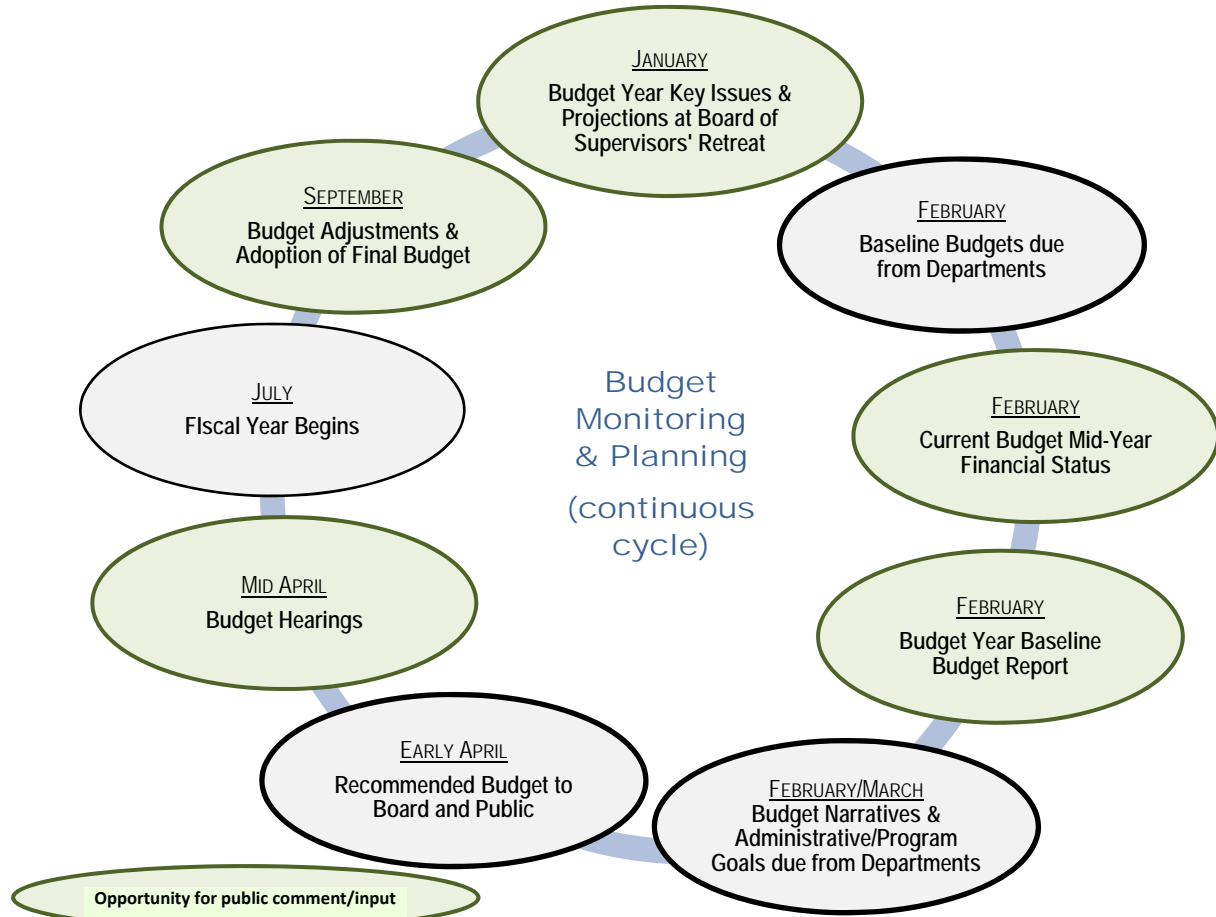 JANUARY
Budget Year Key Issues &
Projections at Board of
Supervisors' Retreat
FEBRUARY
Baseline Budgets due
from Departments
FEBRUARY
Current Budget Mid-Year
Financial Status
FEBRUARY
Budget Year Baseline
Budget Report
FEBRUARY/MARCH
Budget Narratives &
Administrative/Program
Goals due from Departments
EARLY APRIL
Recommended Budget to
Board and Public
MID APRIL
Budget Hearings
JULY
FIscal Year Begins
SEPTEMBER
Budget Adjustments &
Adoption of Final Budget
Budget
Monitoring
& Planning
(continuous
cycle)
Opportunity for public comment/input